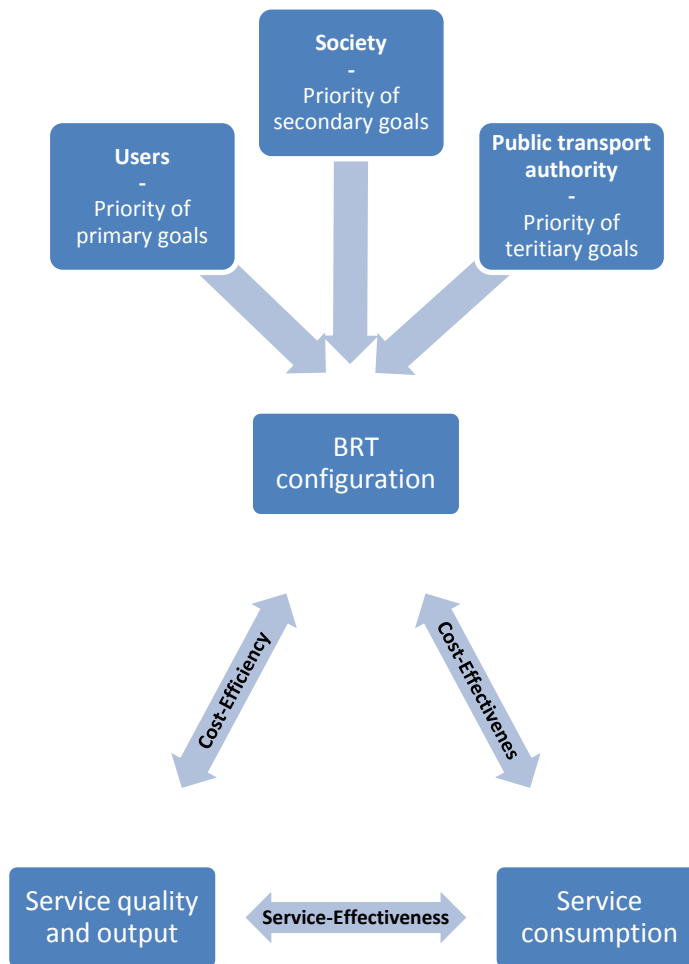 Society
-
Priority of
secondary goals
Users
-
Priority of
primary goals
Public transport
authority
-
Priority of
teritiary goals
BRT
configuration
Cost-Efficiency
Cost-Effectivenes
Service quality
and output
Service-Effectiveness
Service
consumption